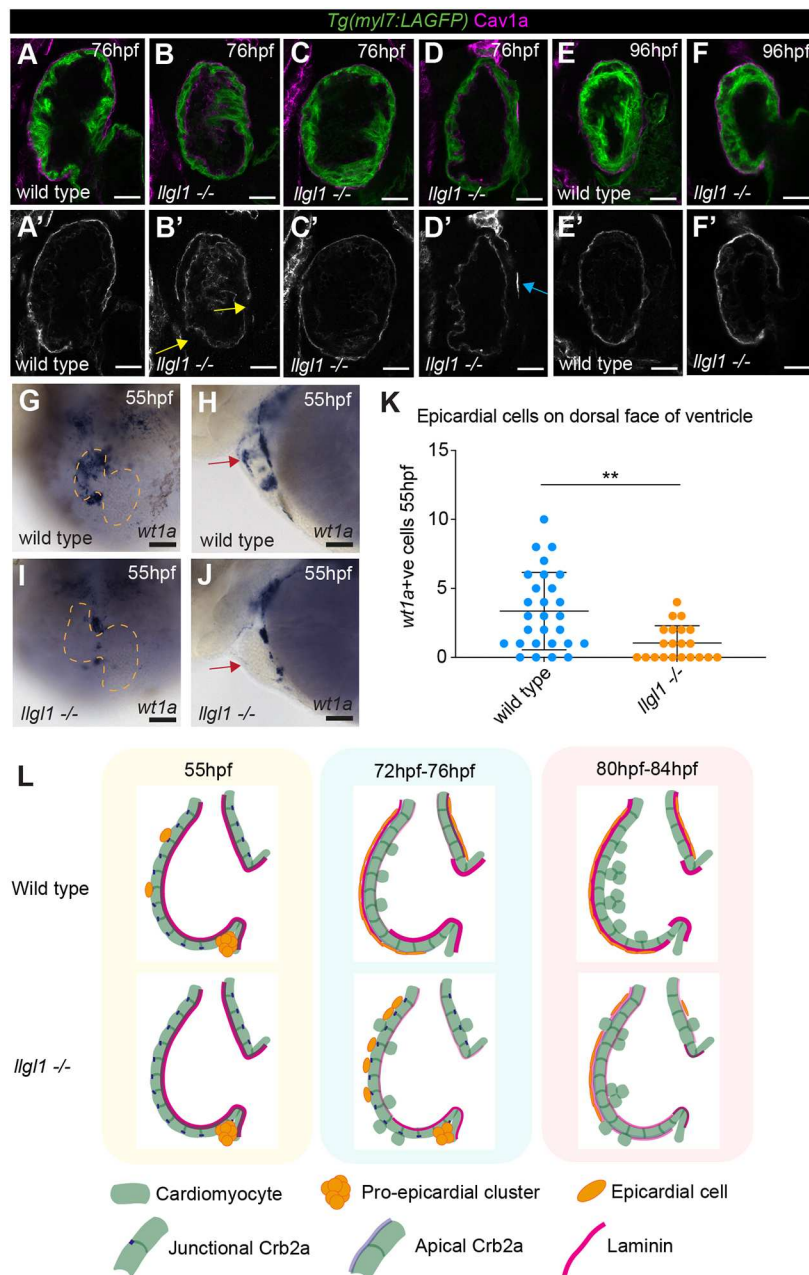 Tg(myl7:LAGFP) Cav1a
A 76hpf wild type
B 76hpf llgl1 -/-
C 76hpf llgl1 -/-
D 76hpf llgl1 -/-
E 96hpf wild type
F 96hpf llgl1 -/-
A' wild type
B' llgl1 -/-
C' llgl1 -/-
D' llgl1 -/-
E' wild type
F' llgl1 -/-
G 55hpf
wt1a
wild type
H 55hpf
wt1a
wild type
I 55hpf
wt1a
llgl1 -/-
J 55hpf
wt1a
llgl1 -/-
K
Epicardial cells on dorsal face of ventricle
wt1a+ve cells 55hpf
15
10
5
0
**
wild type
llgl1 -/-
L
55hpf
72hpf-76hpf
80hpf-84hpf
Wild type
llgl1 -/-
Cardiomyocyte
Pro-epicardial cluster
Epicardial cell
Junctional Crb2a
Apical Crb2a
Laminin